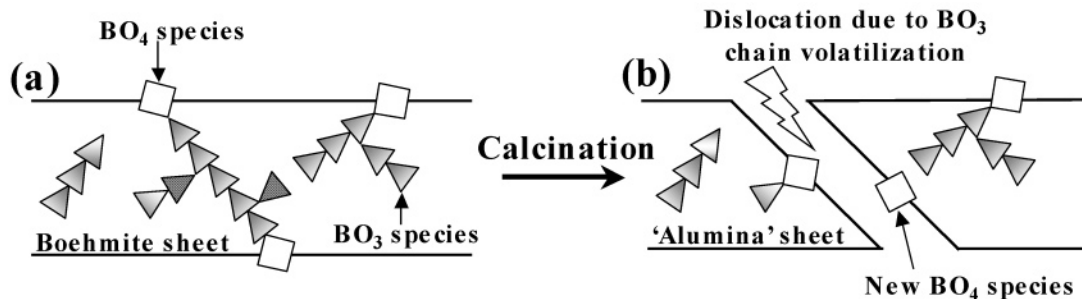 (a)
BO₄ species
Boehmite sheet
BO₃ species
Calcination
(b)
Dislocation due to BO₃
chain volatilization
'Alumina' sheet
New BO₄ species